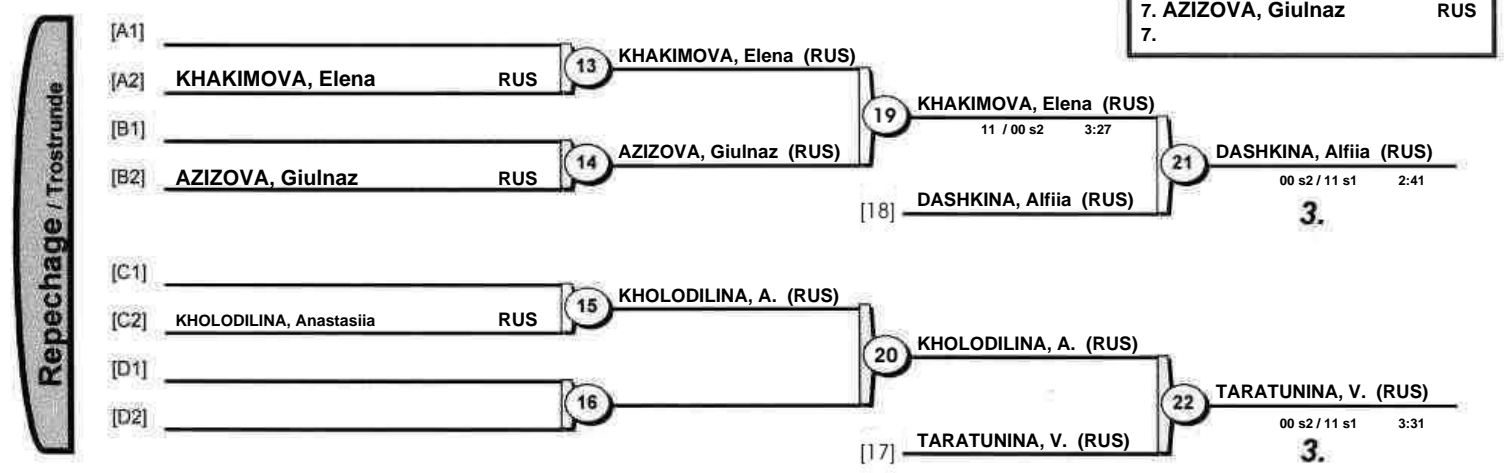 7. AZIZOVA, Giulnaz RUS
7.
Repechage / Trostrunde
[A1]
[A2] KHAKIMOVA, Elena RUS
13
KHAKIMOVA, Elena (RUS)
[B1]
[B2] AZIZOVA, Giulnaz RUS
14
AZIZOVA, Giulnaz (RUS)
19
KHAKIMOVA, Elena (RUS)
11 / 00 s2 3:27
[18] DASHKINA, Alfiia (RUS)
21
DASHKINA, Alfiia (RUS)
00 s2 / 11 s1 2:41
3.
[C1]
[C2] KHOLODILINA, Anastasiia RUS
15
KHOLODILINA, A. (RUS)
[D1]
[D2]
16
20
KHOLODILINA, A. (RUS)
[17] TARATUNINA, V. (RUS)
22
TARATUNINA, V. (RUS)
00 s2 / 11 s1 3:31
3.